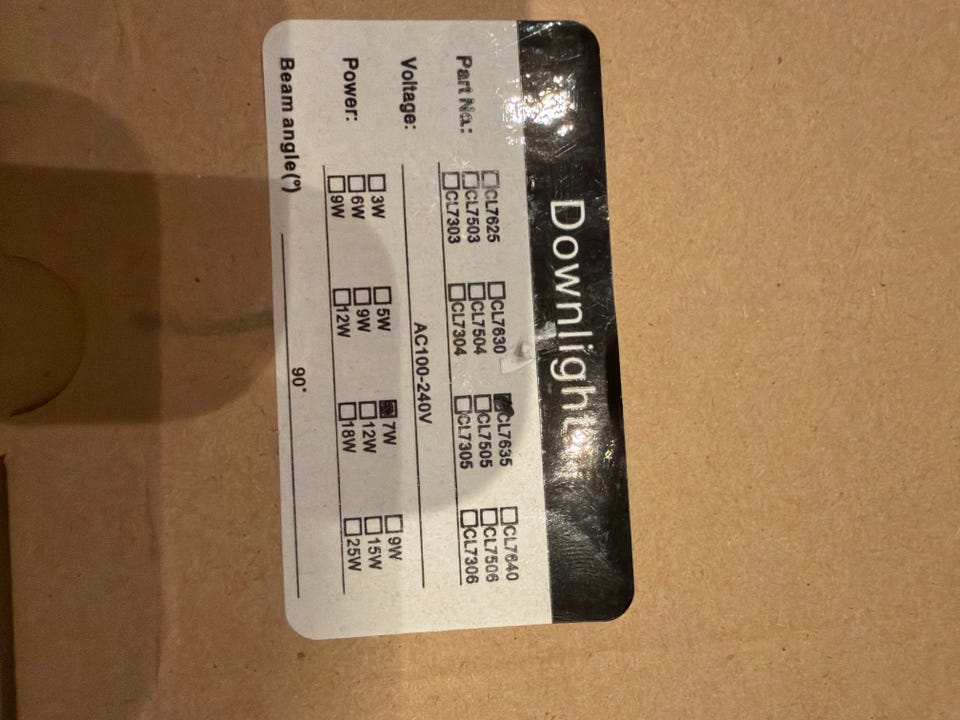 Downlight
Part No.: □CL7625 □CL7630 ■CL7635 □CL7640
□CL7503 □CL7504 □CL7505 □CL7506
□CL7303 □CL7304 □CL7305 □CL7306
Voltage: AC100-240V
Power: □3W □5W ■7W □9W
□6W □9W □12W □15W
□9W □12W □18W □25W
Beam angle(°) 90°